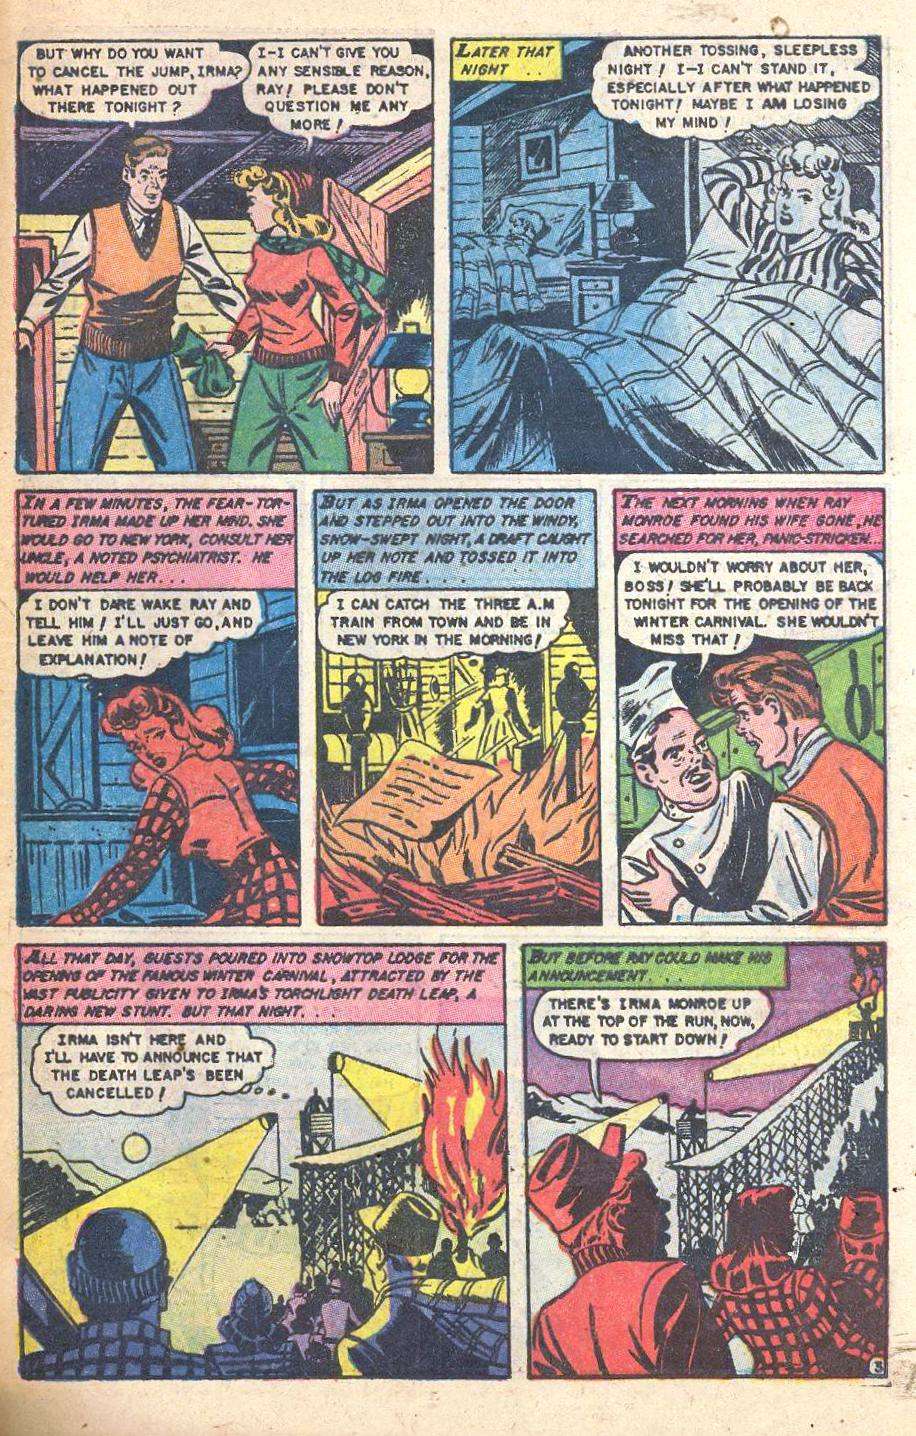 BUT WHY DO YOU WANT
TO CANCEL THE JUMP, IRMA?
WHAT HAPPENED OUT
THERE TONIGHT?
I-I CAN'T GIVE YOU
ANY SENSIBLE REASON,
RAY! PLEASE DON'T
QUESTION ME ANY
MORE!
LATER THAT
NIGHT . .
ANOTHER TOSSING, SLEEPLESS
NIGHT! I-I CAN'T STAND IT,
ESPECIALLY AFTER WHAT HAPPENED
TONIGHT! MAYBE I AM LOSING
MY MIND!
IN A FEW MINUTES, THE FEAR-TOR-
TURED IRMA MADE UP HER MIND. SHE
WOULD GO TO NEW YORK, CONSULT HER
UNCLE, A NOTED PSYCHIATRIST. HE
WOULD HELP HER . . .
I DON'T DARE WAKE RAY AND
TELL HIM! I'LL JUST GO, AND
LEAVE HIM A NOTE OF
EXPLANATION!
BUT AS IRMA OPENED THE DOOR
AND STEPPED OUT INTO THE WINDY,
SNOW-SWEPT NIGHT, A DRAFT CAUGHT
UP HER NOTE AND TOSSED IT INTO
THE LOG FIRE. . . .
I CAN CATCH THE THREE A.M
TRAIN FROM TOWN AND BE IN
NEW YORK IN THE MORNING!
THE NEXT MORNING WHEN RAY
MONROE FOUND HIS WIFE GONE, HE
SEARCHED FOR HER, PANIC-STRICKEN...
I WOULDN'T WORRY ABOUT HER,
BOSS! SHE'LL PROBABLY BE BACK
TONIGHT FOR THE OPENING OF THE
WINTER CARNIVAL. SHE WOULDN'T
MISS THAT!
ALL THAT DAY, GUESTS POURED INTO SNOWTOP LODGE FOR THE
OPENING OF THE FAMOUS WINTER CARNIVAL, ATTRACTED BY THE
VAST PUBLICITY GIVEN TO IRMA'S TORCHLIGHT DEATH LEAP, A
DARING NEW STUNT. BUT THAT NIGHT. . .
IRMA ISN'T HERE AND
I'LL HAVE TO ANNOUNCE THAT
THE DEATH LEAP'S BEEN
CANCELLED!
BUT BEFORE RAY COULD MAKE HIS
ANNOUNCEMENT. . . .
THERE'S IRMA MONROE UP
AT THE TOP OF THE RUN, NOW,
READY TO START DOWN!
3